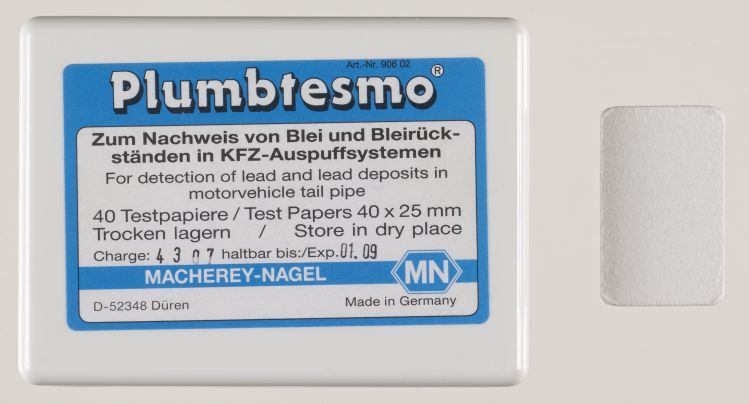 Art.-Nr. 906 02
Plumbtesmo®
Zum Nachweis von Blei und Bleirück-
ständen in KFZ-Auspuffsystemen
For detection of lead and lead deposits in
motorvehicle tail pipe
40 Testpapiere / Test Papers 40 x 25 mm
Trocken lagern / Store in dry place
Charge: 4 3 0 7 haltbar bis:/Exp. 01.09
MACHEREY-NAGEL MN
D-52348 Düren Made in Germany